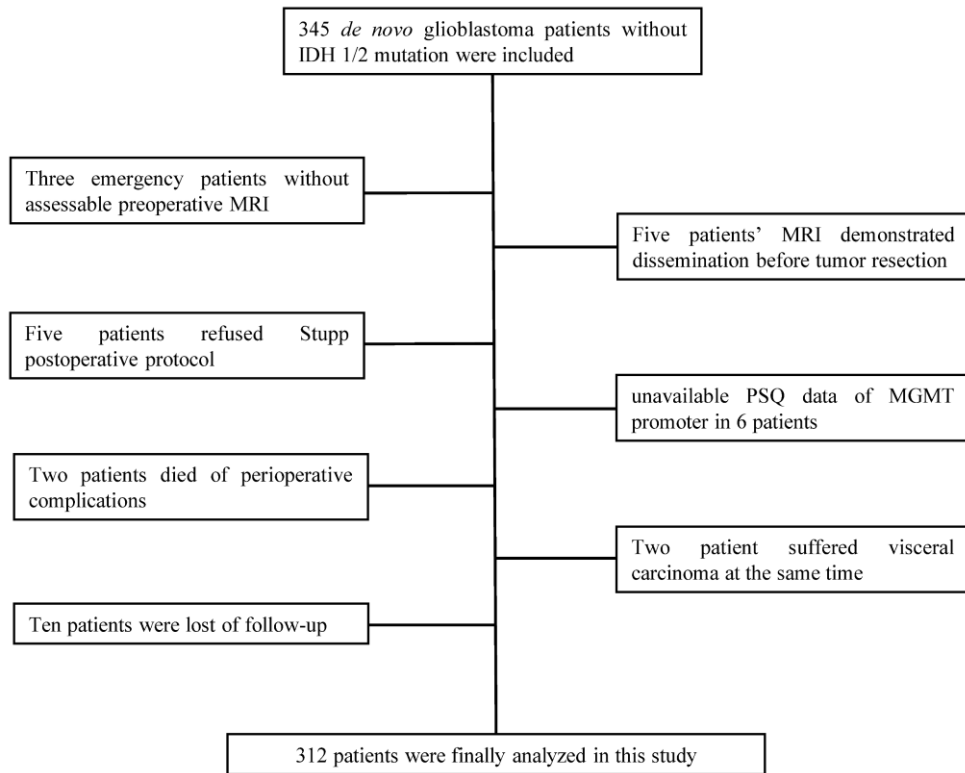 345 de novo glioblastoma patients without
IDH 1/2 mutation were included
Three emergency patients without
assessable preoperative MRI
Five patients’ MRI demonstrated
dissemination before tumor resection
Five patients refused Stupp
postoperative protocol
unavailable PSQ data of MGMT
promoter in 6 patients
Two patients died of perioperative
complications
Two patient suffered visceral
carcinoma at the same time
Ten patients were lost of follow-up
312 patients were finally analyzed in this study